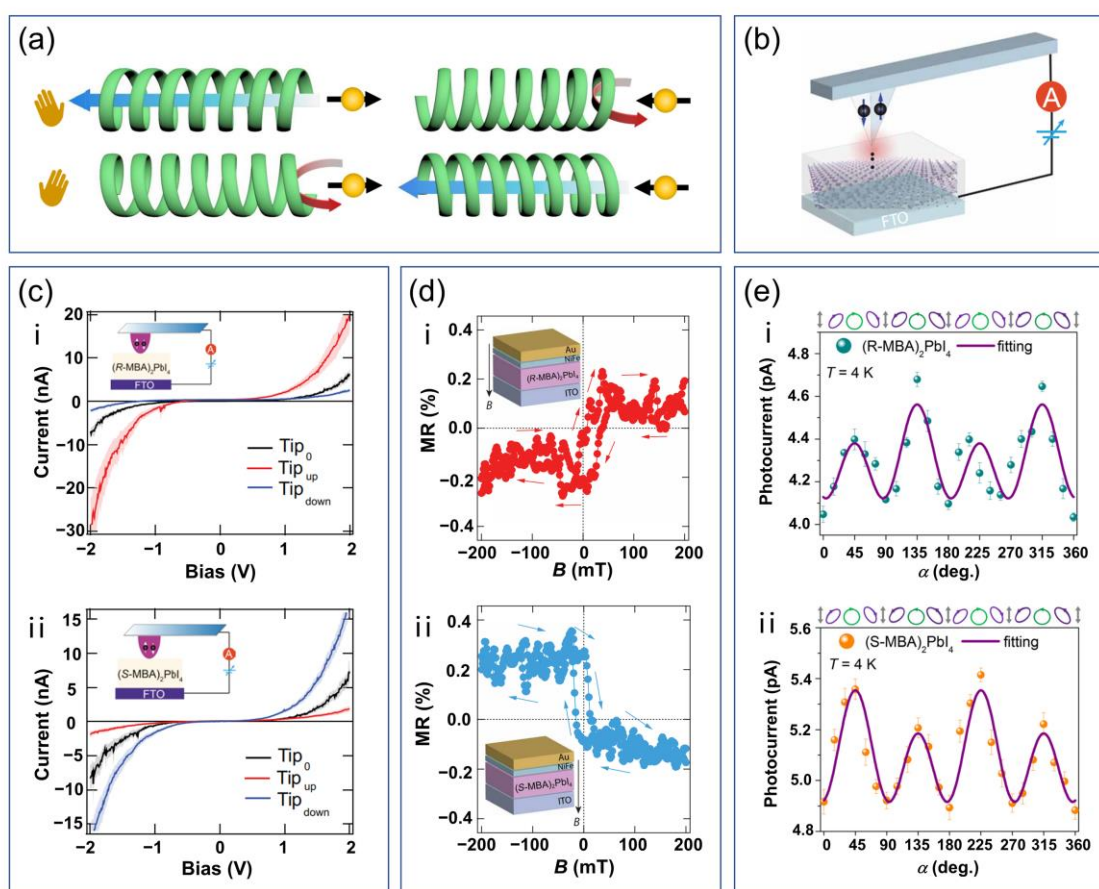 (a)
(b)
A
FTO
(c)
i
Current (nA)
20
10
0
−10
−20
−30
−2
−1
0
1
2
Bias (V)
A
(R-MBA)₂PbI₄
FTO
Tip₀
Tip_up
Tip_down
ii
Current (nA)
15
10
5
0
−5
−10
−15
−2
−1
0
1
2
Bias (V)
A
(S-MBA)₂PbI₄
FTO
Tip₀
Tip_up
Tip_down
(d)
i
MR (%)
0.4
0.2
0.0
−0.2
−0.4
−200
−100
0
100
200
B (mT)
Au
NiFe
(R-MBA)₂PbI₄
ITO
B
ii
MR (%)
0.4
0.2
0.0
−0.2
−0.4
−200
−100
0
100
200
B (mT)
Au
NiFe
(S-MBA)₂PbI₄
ITO
B
(e)
i
Photocurrent (pA)
4.8
4.6
4.4
4.2
4.0
(R-MBA)₂PbI₄
fitting
T = 4 K
0 45 90 135 180 225 270 315 360
α (deg.)
ii
Photocurrent (pA)
5.6
5.4
5.2
5.0
4.8
(S-MBA)₂PbI₄
fitting
T = 4 K
0 45 90 135 180 225 270 315 360
α (deg.)